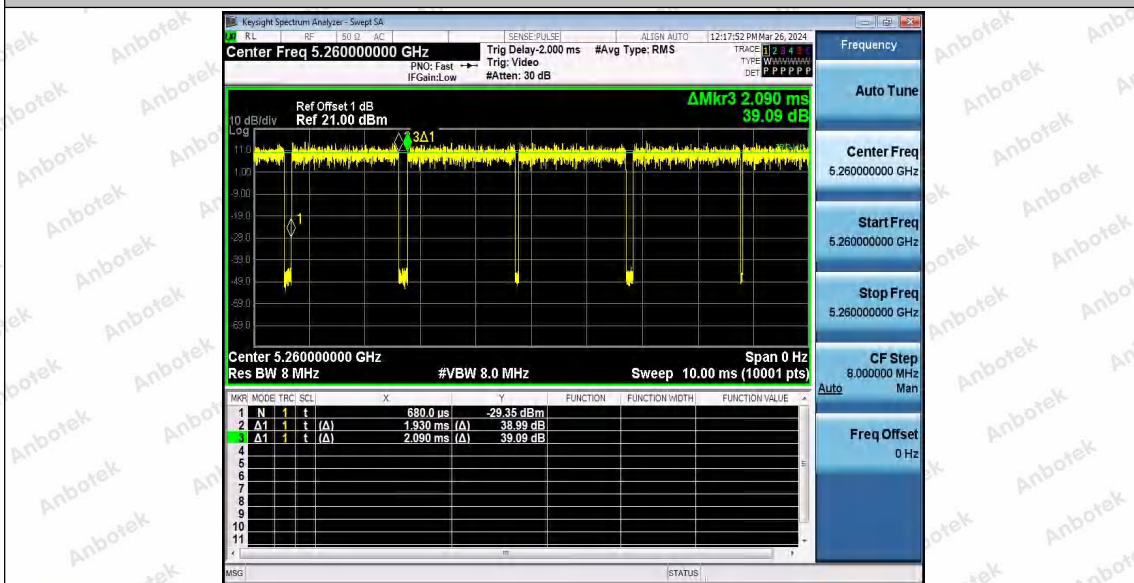 Keysight Spectrum Analyzer - Swept SA
RL RF 50 Ω AC SENSE:PULSE ALIGN AUTO 12:17:52 PM Mar 26, 2024
Center Freq 5.260000000 GHz
PNO: Fast
IFGain:Low
Trig Delay-2.000 ms
Trig: Video
#Atten: 30 dB
#Avg Type: RMS
TRACE 1 2 3 4 5 6
TYPE WWWWWW
DET P P P P P P
ΔMkr3 2.090 ms
39.09 dB
Ref Offset 1 dB
10 dB/div Ref 21.00 dBm
Log
11.0
1.00
-9.00
-19.0
-29.0
-39.0
-49.0
-59.0
-69.0
3Δ1
1
Center 5.260000000 GHz Span 0 Hz
Res BW 8 MHz #VBW 8.0 MHz Sweep 10.00 ms (10001 pts)
MKR MODE TRC SCL X Y FUNCTION FUNCTION WIDTH FUNCTION VALUE
1 N 1 t 680.0 µs -29.35 dBm
2 Δ1 1 t (Δ) 1.930 ms (Δ) 38.99 dB
3 Δ1 1 t (Δ) 2.090 ms (Δ) 39.09 dB
4
5
6
7
8
9
10
11
MSG STATUS
Frequency
Auto Tune
Center Freq
5.260000000 GHz
Start Freq
5.260000000 GHz
Stop Freq
5.260000000 GHz
CF Step
8.000000 MHz
Auto Man
Freq Offset
0 Hz
Anbotek